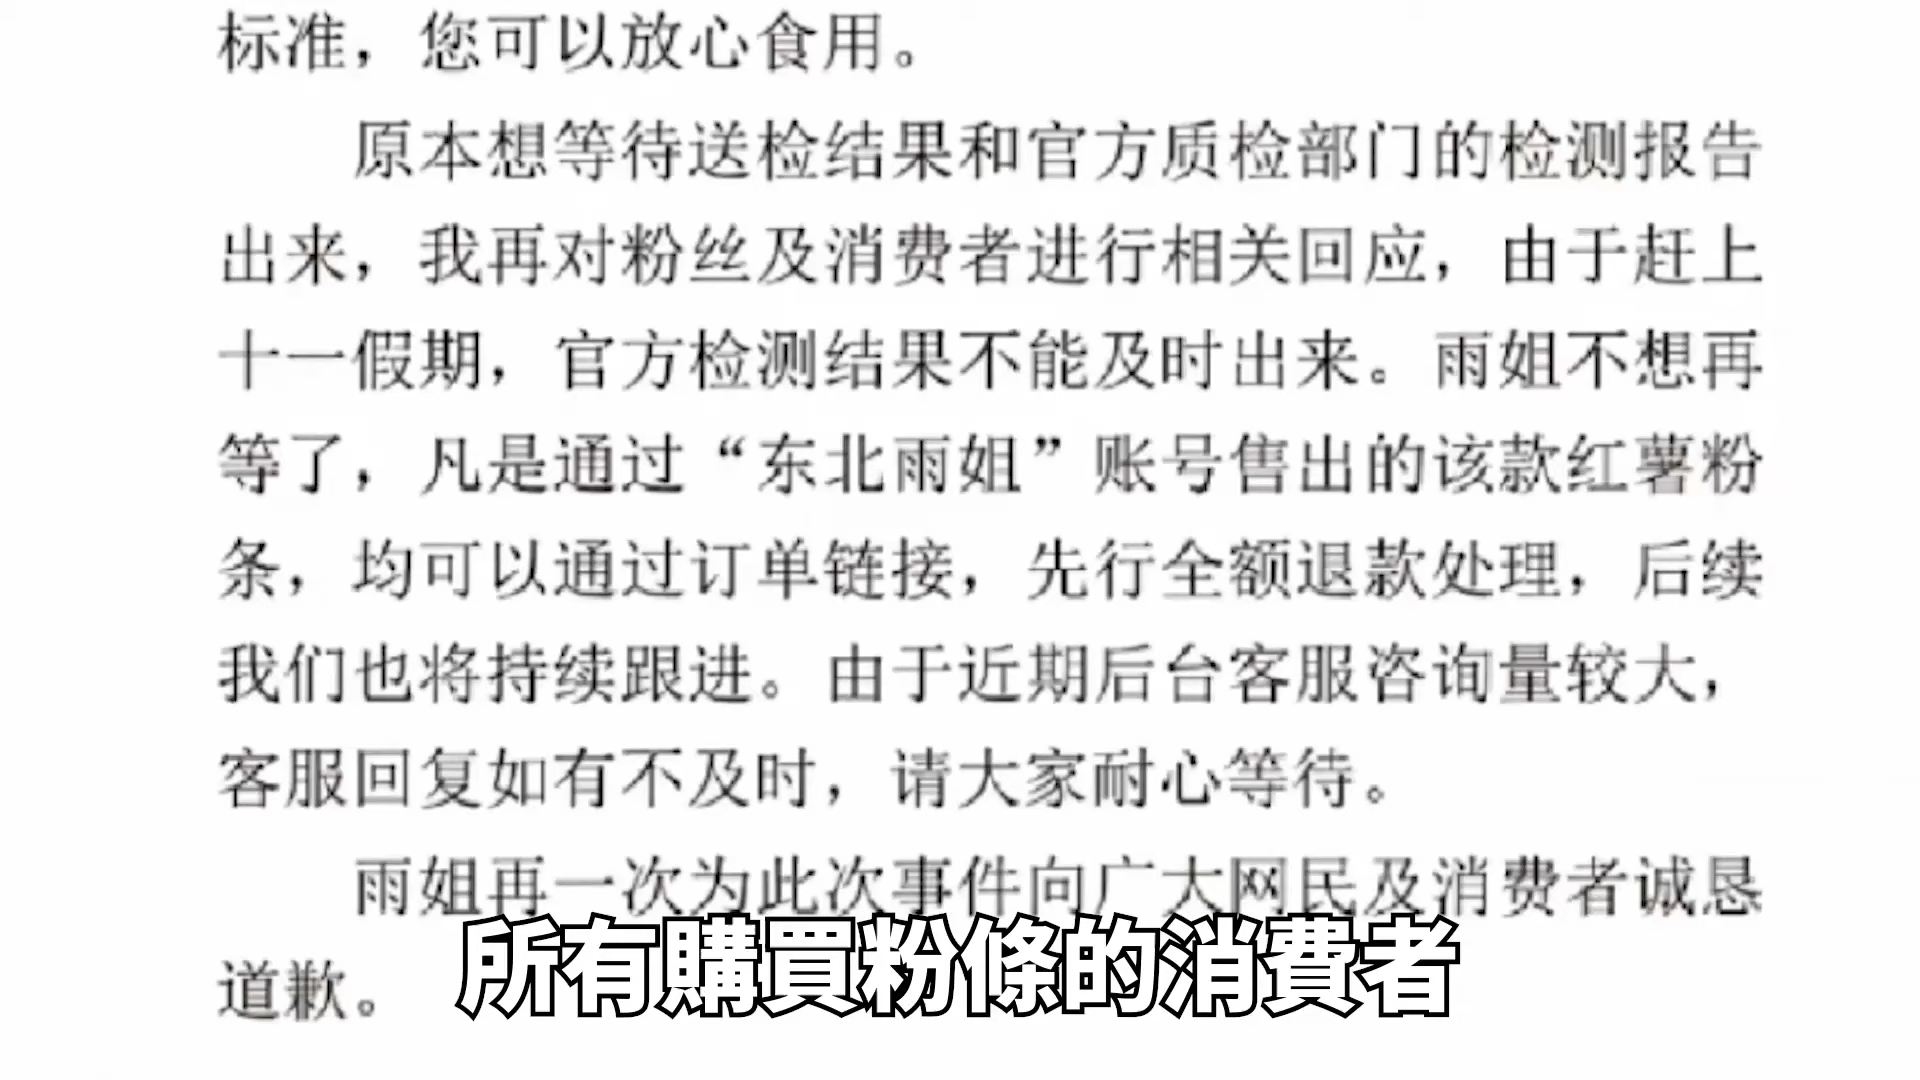 标准，您可以放心食用。
原本想等待送检结果和官方质检部门的检测报告
出来，我再对粉丝及消费者进行相关回应，由于赶上
十一假期，官方检测结果不能及时出来。雨姐不想再
等了，凡是通过“东北雨姐”账号售出的该款红薯粉
条，均可以通过订单链接，先行全额退款处理，后续
我们也将持续跟进。由于近期后台客服咨询量较大，
客服回复如有不及时，请大家耐心等待。
雨姐再一次为此次事件向广大网民及消费者诚恳
道歉。
所有購買粉條的消費者